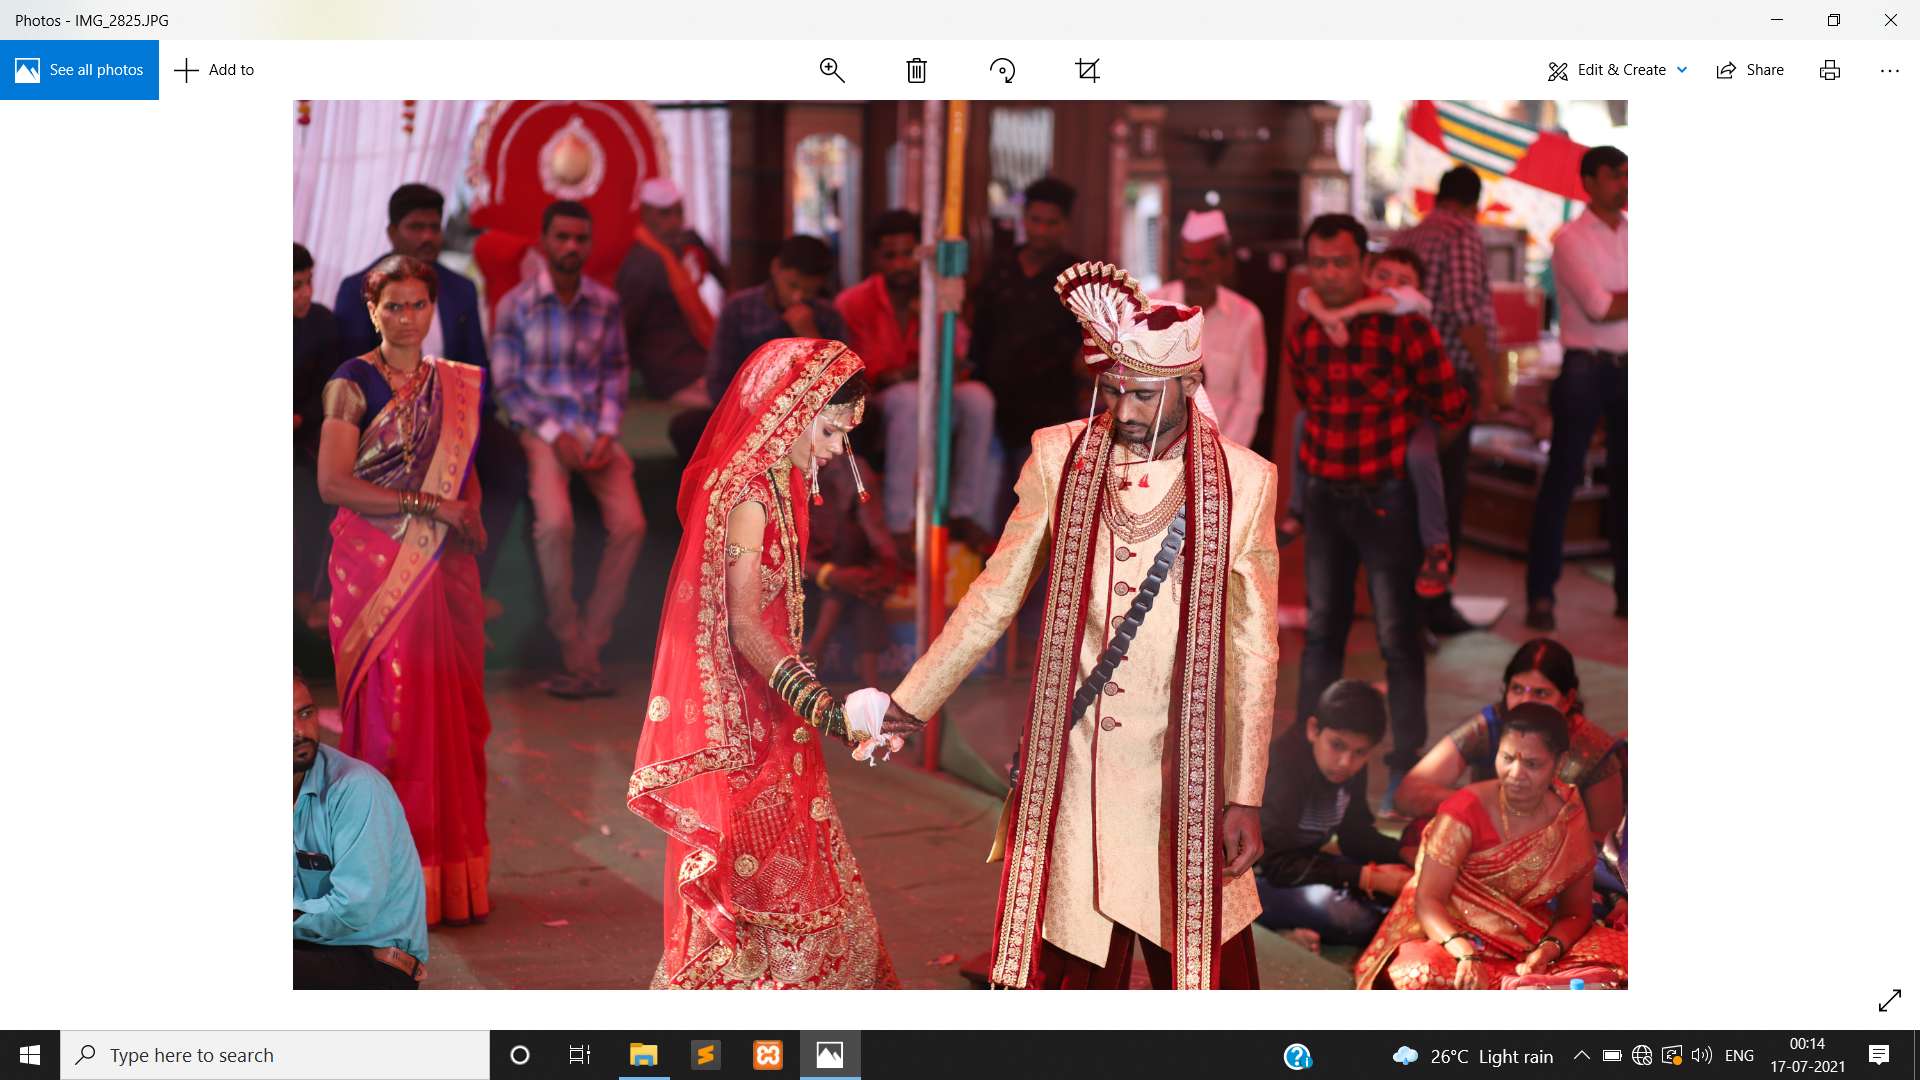 Photos - IMG_2825.JPG
See all photos
Add to
Edit & Create
Share
Type here to search
26°C Light rain
ENG
00:14
17-07-2021